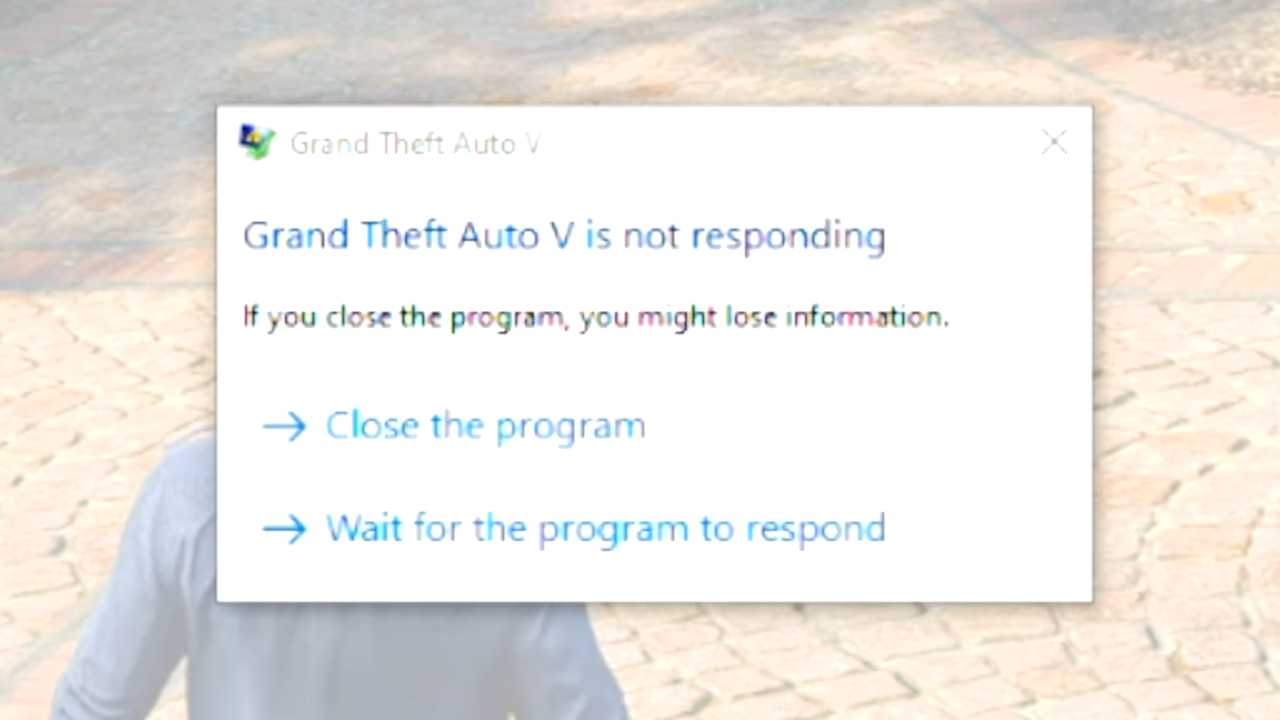 Grand Theft Auto V
Grand Theft Auto V is not responding
If you close the program, you might lose information.
Close the program
Wait for the program to respond